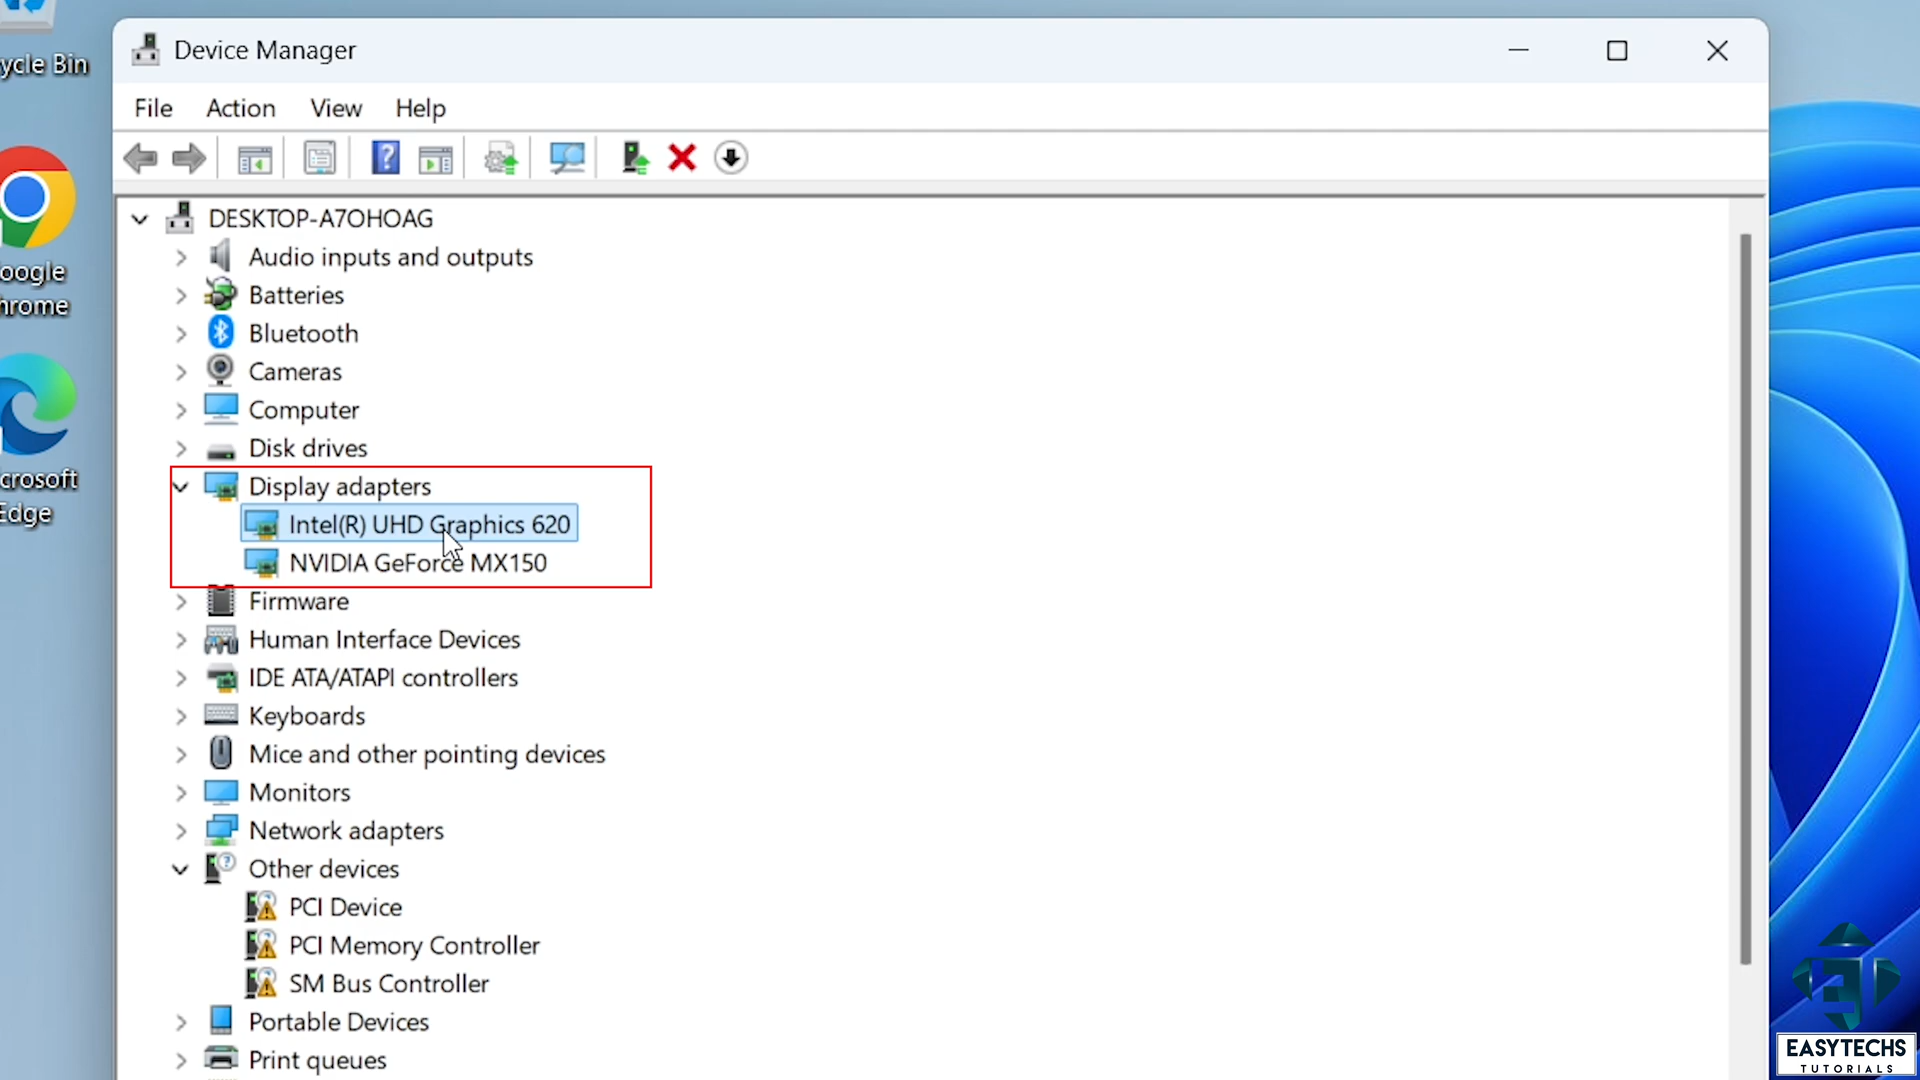 ycle Bin
Device Manager
File Action View Help
DESKTOP-A7OHOAG
Audio inputs and outputs
Batteries
Bluetooth
Cameras
Computer
Disk drives
Display adapters
Intel(R) UHD Graphics 620
NVIDIA GeForce MX150
Firmware
Human Interface Devices
IDE ATA/ATAPI controllers
Keyboards
Mice and other pointing devices
Monitors
Network adapters
Other devices
PCI Device
PCI Memory Controller
SM Bus Controller
Portable Devices
Print queues
oogle
hrome
crosoft
Edge
EASYTECHS
TUTORIALS